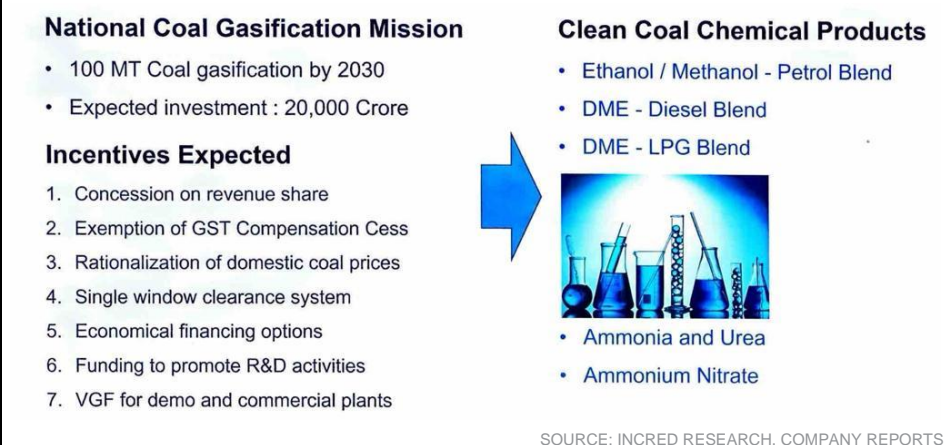 National Coal Gasification Mission
• 100 MT Coal gasification by 2030
• Expected investment : 20,000 Crore
Incentives Expected
1. Concession on revenue share
2. Exemption of GST Compensation Cess
3. Rationalization of domestic coal prices
4. Single window clearance system
5. Economical financing options
6. Funding to promote R&D activities
7. VGF for demo and commercial plants
Clean Coal Chemical Products
• Ethanol / Methanol - Petrol Blend
• DME - Diesel Blend
• DME - LPG Blend
• Ammonia and Urea
• Ammonium Nitrate
SOURCE: INCRED RESEARCH, COMPANY REPORTS